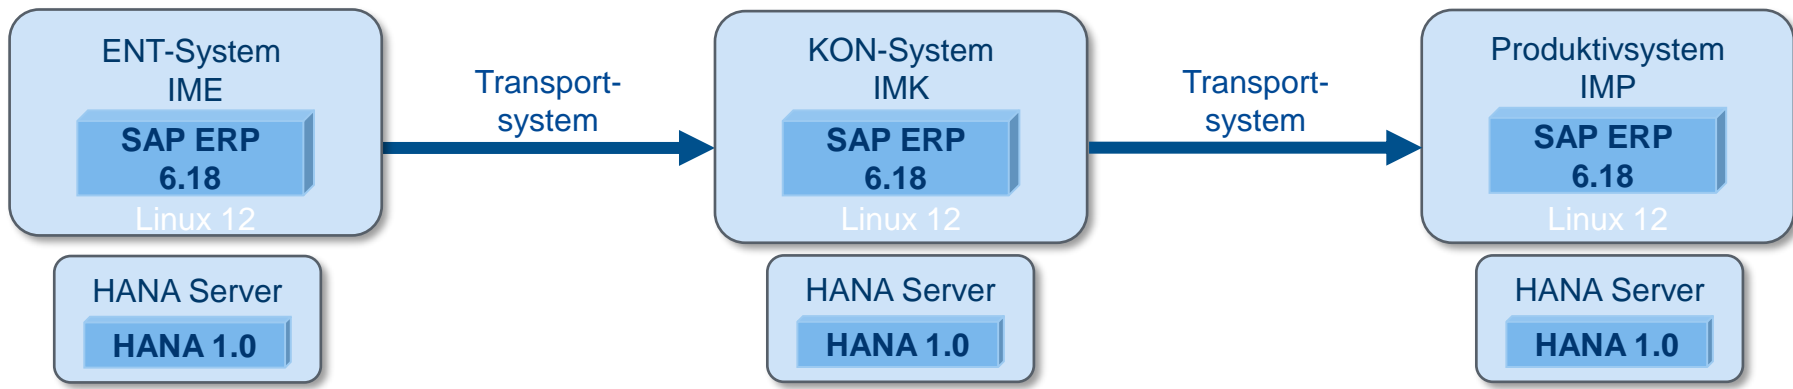 ENT-System
IME
SAP ERP
6.18
Linux 12
HANA Server
HANA 1.0
Transport-
system
KON-System
IMK
SAP ERP
6.18
Linux 12
HANA Server
HANA 1.0
Transport-
system
Produktivsystem
IMP
SAP ERP
6.18
Linux 12
HANA Server
HANA 1.0